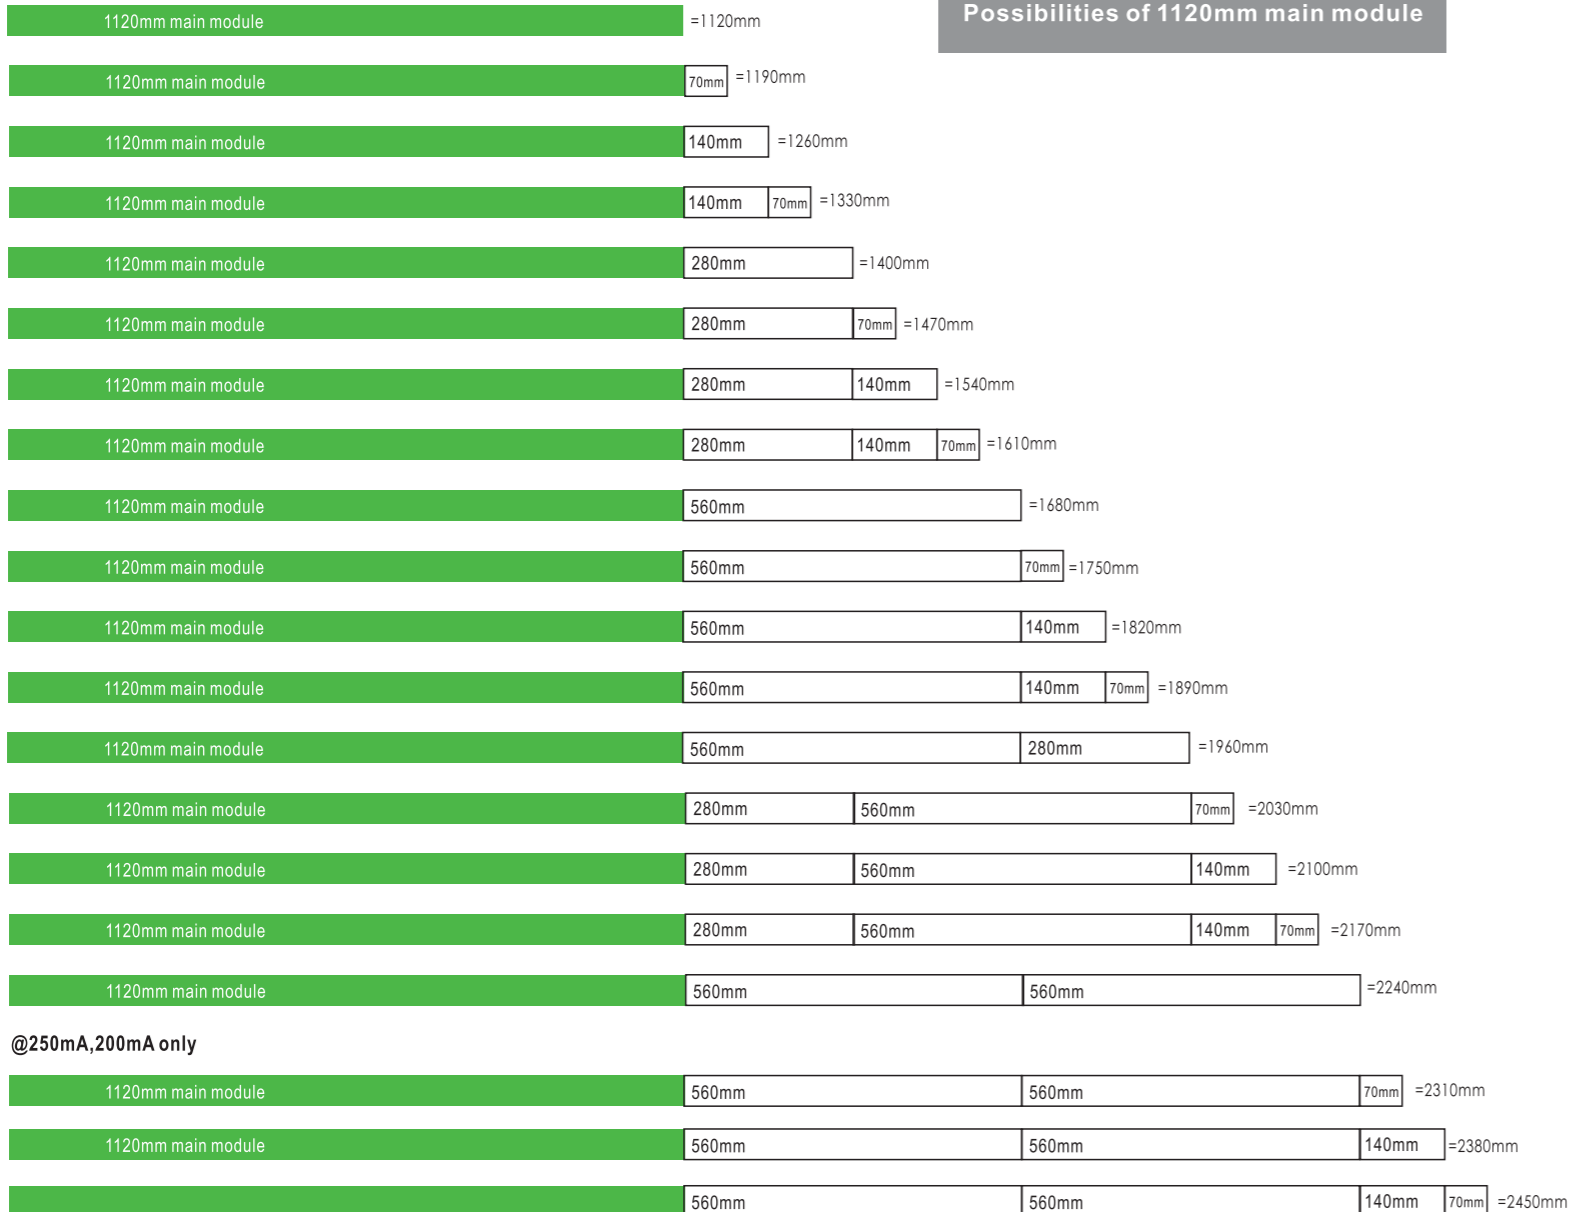 Possibilities of 1120mm main module
1120mm main module =1120mm
1120mm main module 70mm =1190mm
1120mm main module 140mm =1260mm
1120mm main module 140mm 70mm =1330mm
1120mm main module 280mm =1400mm
1120mm main module 280mm 70mm =1470mm
1120mm main module 280mm 140mm =1540mm
1120mm main module 280mm 140mm 70mm =1610mm
1120mm main module 560mm =1680mm
1120mm main module 560mm 70mm =1750mm
1120mm main module 560mm 140mm =1820mm
1120mm main module 560mm 140mm 70mm =1890mm
1120mm main module 560mm 280mm =1960mm
1120mm main module 280mm 560mm 70mm =2030mm
1120mm main module 280mm 560mm 140mm =2100mm
1120mm main module 280mm 560mm 140mm 70mm =2170mm
1120mm main module 560mm 560mm =2240mm
@250mA,200mA only
1120mm main module 560mm 560mm 70mm =2310mm
1120mm main module 560mm 560mm 140mm =2380mm
560mm 560mm 140mm 70mm =2450mm